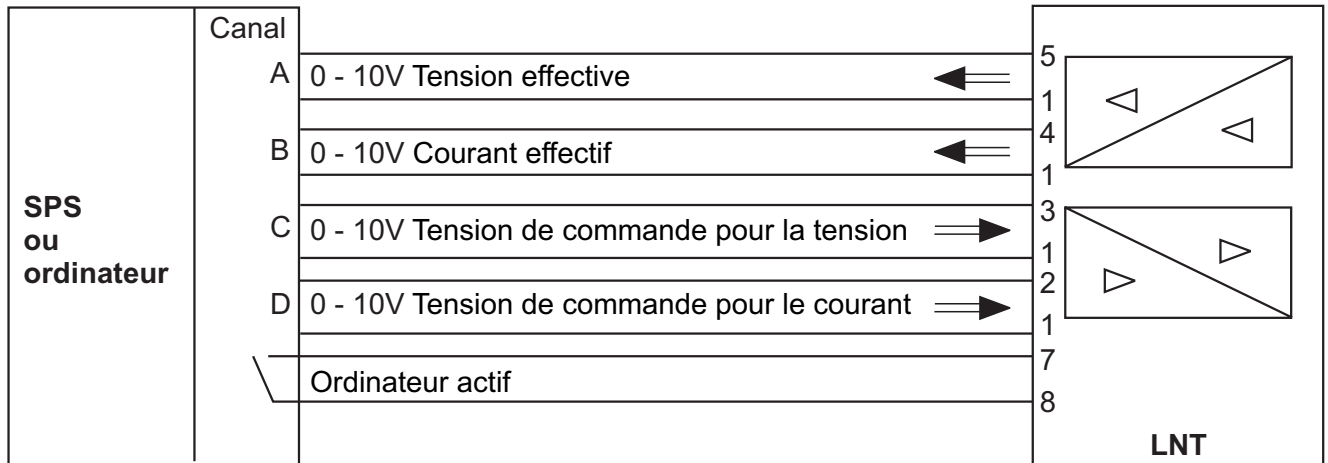 Canal
5
A 0 - 10V Tension effective
1
4
B 0 - 10V Courant effectif
1
SPS
ou
ordinateur
3
C 0 - 10V Tension de commande pour la tension
1
2
D 0 - 10V Tension de commande pour le courant
1
7
Ordinateur actif
8
LNT